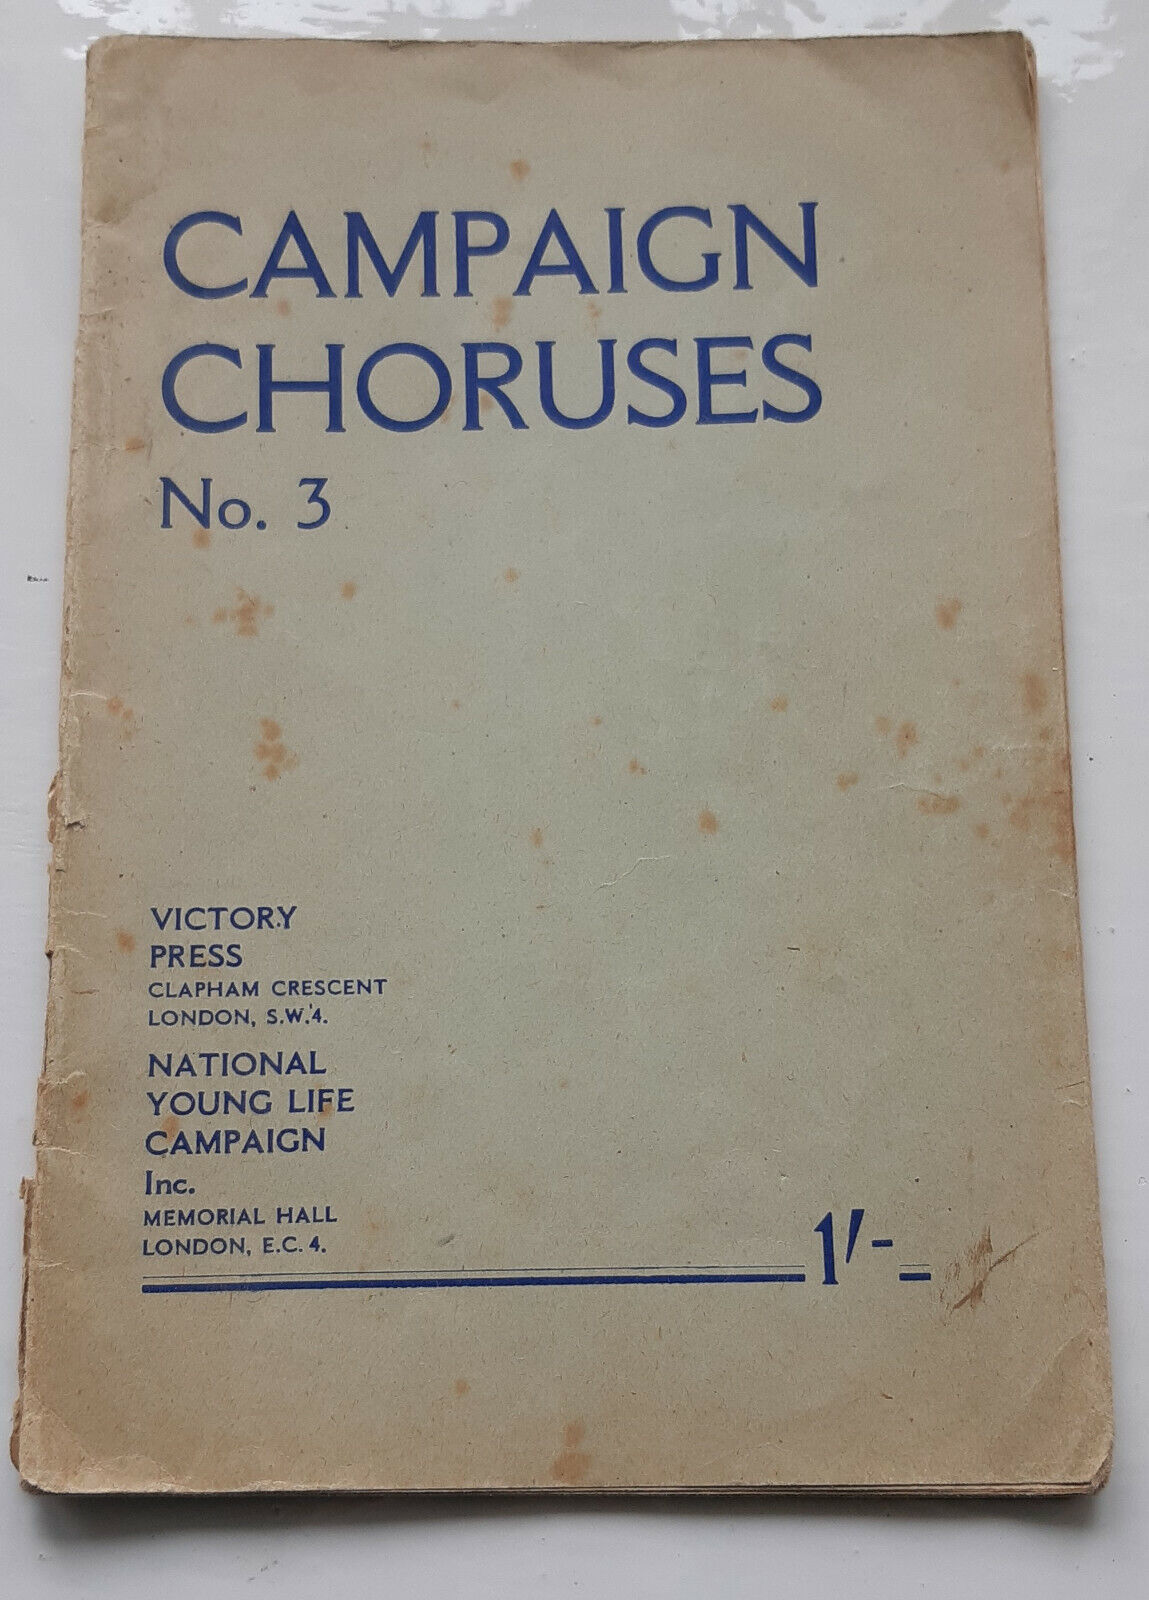 CAMPAIGN
CHORUSES
No. 3
VICTORY
PRESS
CLAPHAM CRESCENT
LONDON, S.W.4.
NATIONAL
YOUNG LIFE
CAMPAIGN
Inc.
MEMORIAL HALL
LONDON, E.C.4.
1/-